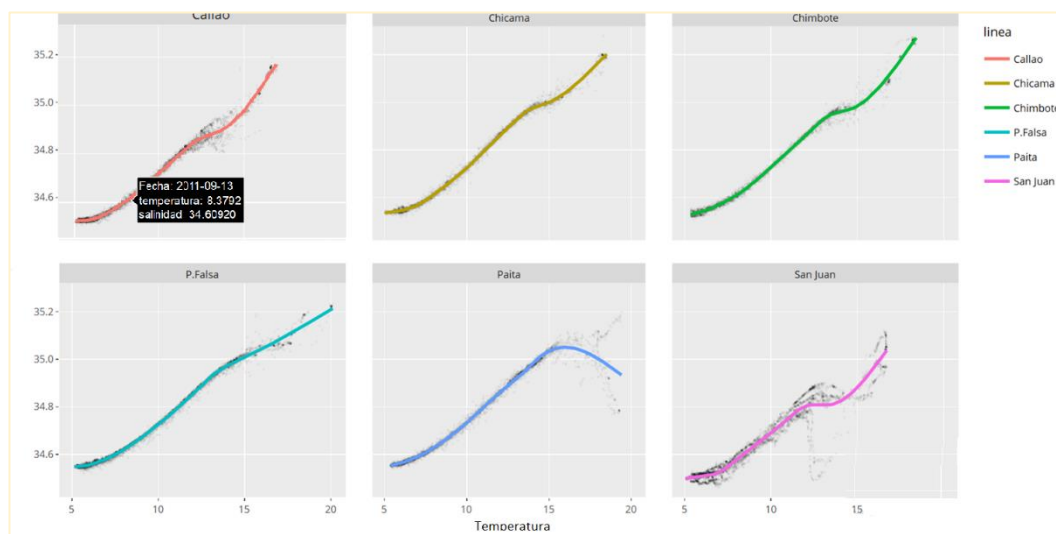 Callao
Chicama
Chimbote
linea
Callao
Chicama
Chimbote
P.Falsa
Paita
San Juan
35.2
35.0
34.8
34.6
Fecha: 2011-09-13
temperatura: 8.3792
salinidad 34.60920
P.Falsa
Paita
San Juan
35.2
35.0
34.8
34.6
5
10
15
20
5
10
15
20
5
10
15
Temperatura